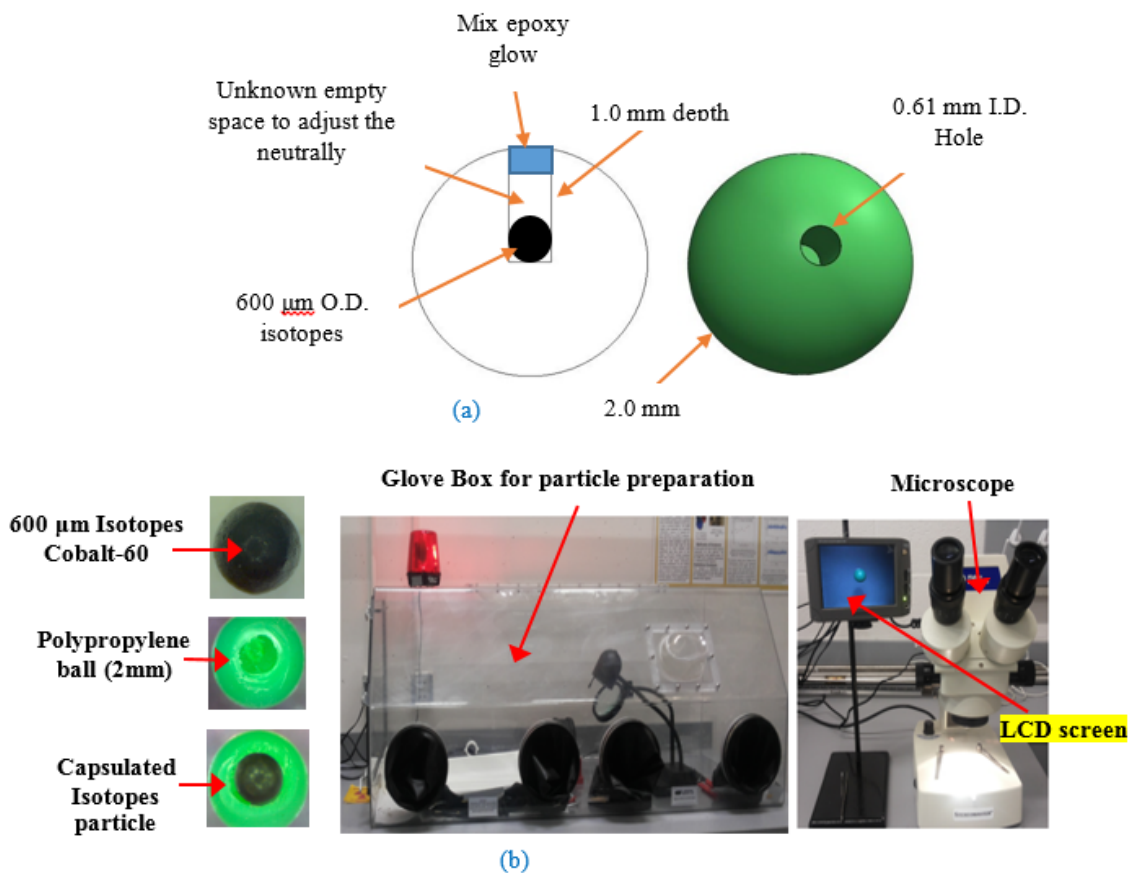 Mix epoxy
glow
Unknown empty
space to adjust the
neutrally
1.0 mm depth
0.61 mm I.D.
Hole
600 µm O.D.
isotopes
2.0 mm
(a)
Glove Box for particle preparation
Microscope
600 µm Isotopes
Cobalt-60
Polypropylene
ball (2mm)
LCD screen
Capsulated
Isotopes
particle
(b)